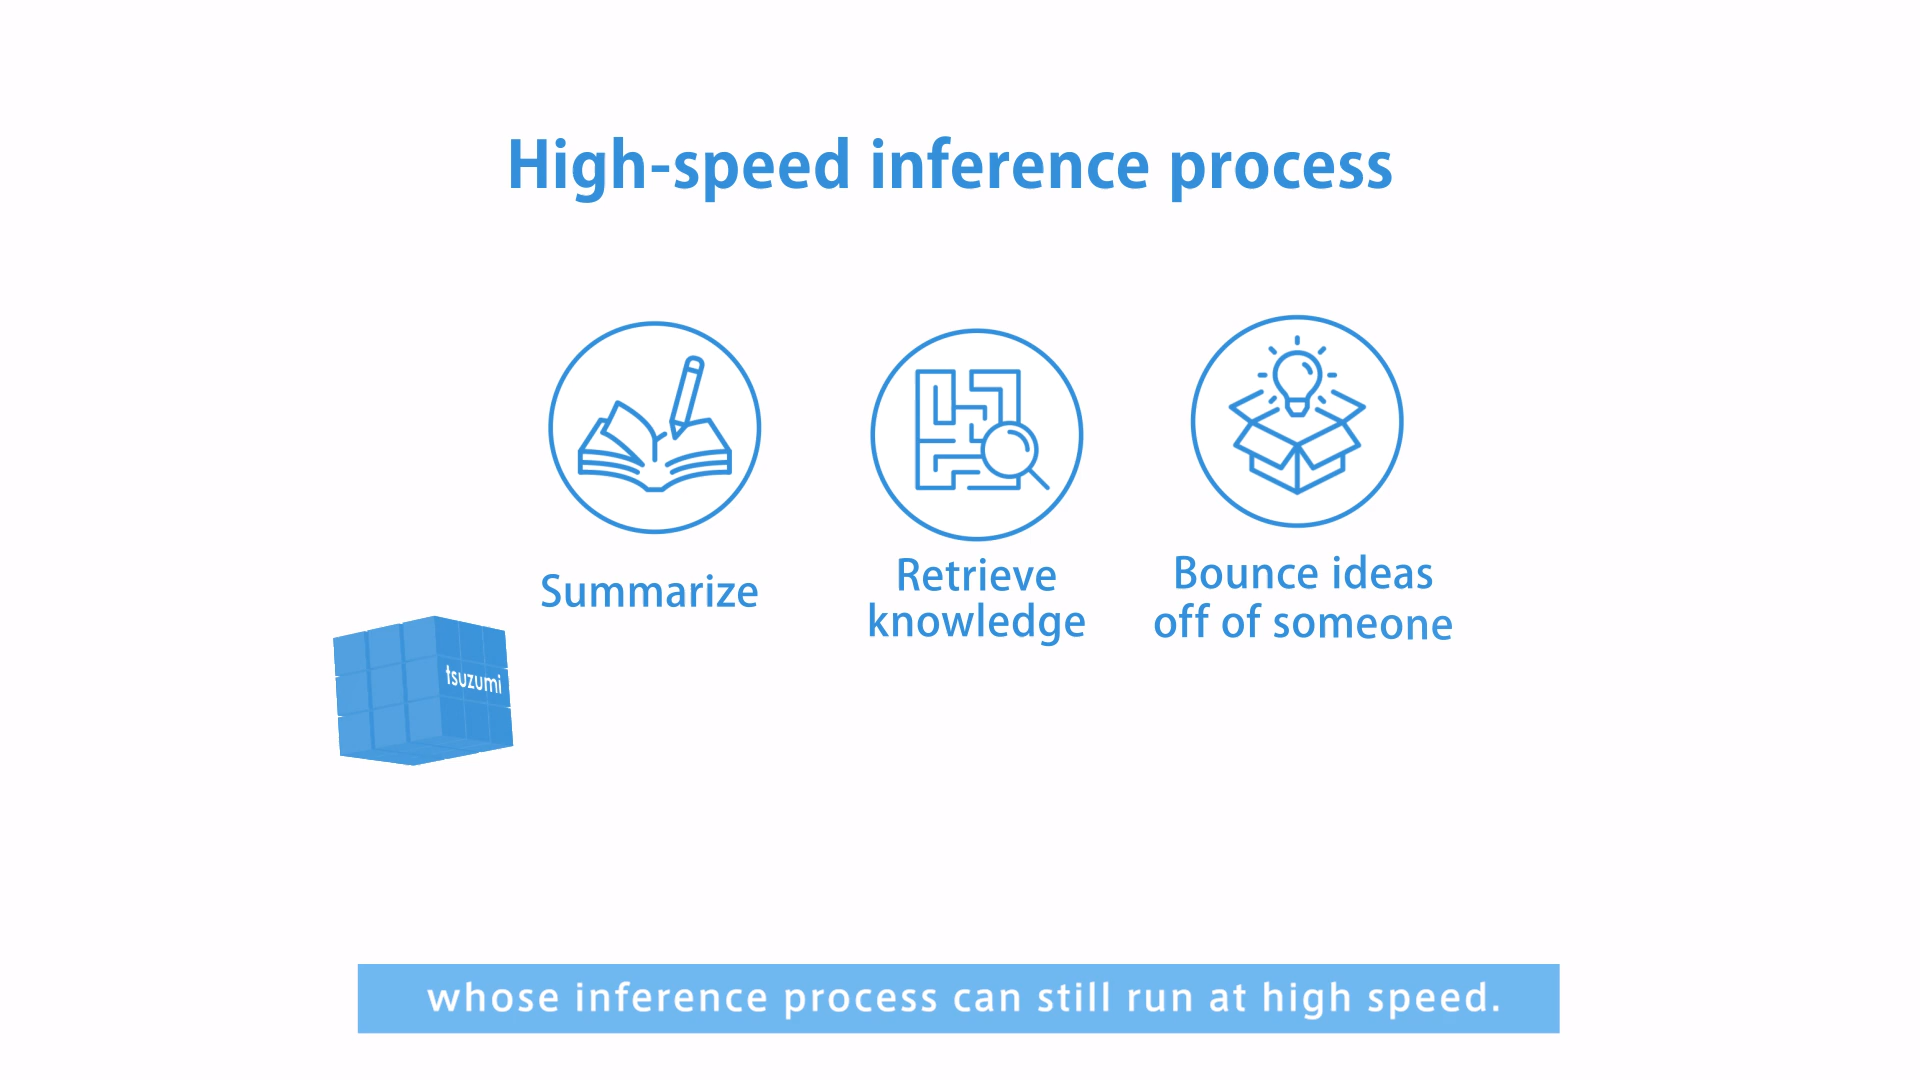 High-speed inference process
Summarize
Retrieve
knowledge
Bounce ideas
off of someone
tsuzumi
whose inference process can still run at high speed.